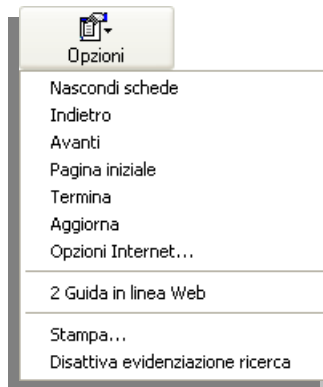 Opzioni
Nascondi schede
Indietro
Avanti
Pagina iniziale
Termina
Aggiorna
Opzioni Internet...
2 Guida in linea Web
Stampa...
Disattiva evidenziazione ricerca